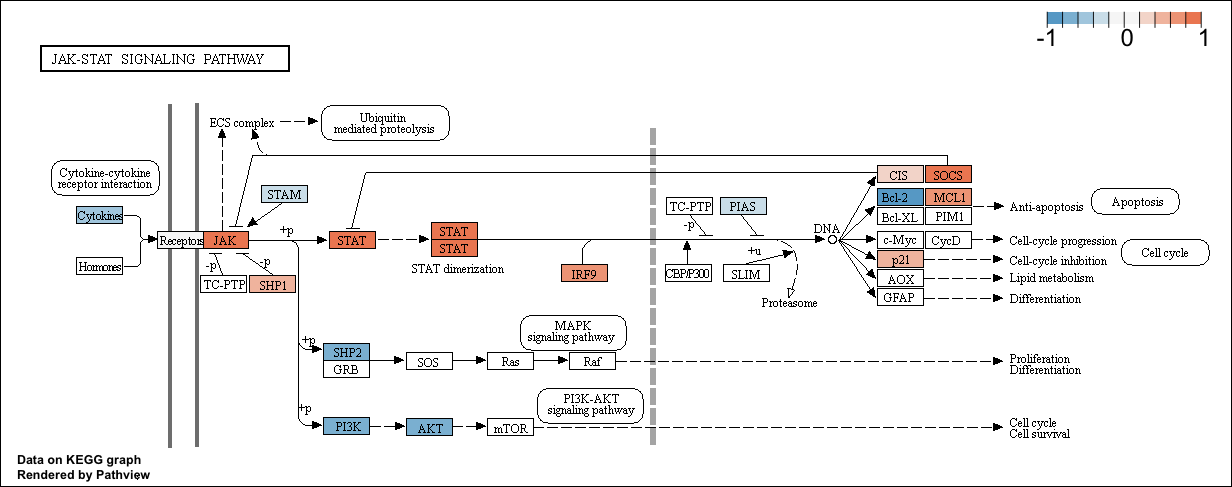 -1 0 1
JAK-STAT SIGNALING PATHWAY
Ubiquitin
mediated proteolysis
ECS complex
Cytokine-cytokine
receptor interaction
CIS SOCS
STAM
Bcl-2 MCL1
TC-PTP PIAS
Anti-apoptosis Apoptosis
Cytokines
-p
Bcl-XL PIM1
DNA
+p
Receptors JAK STAT
STAT
STAT
c-Myc CycD Cell-cycle progression
Cell cycle
+u
p21 Cell-cycle inhibition
Hormones
-p -p
STAT dimerization
IRF9
CBP/P300 SLIM
AOX Lipid metabolism
TC-PTP SHP1
GFAP Differentiation
Proteasome
MAPK
signaling pathway
+p
SHP2
GRB
SOS Ras Raf
Proliferation
Differentiation
PI3K-AKT
signaling pathway
+p
PI3K AKT mTOR
Cell cycle
Cell survival
Data on KEGG graph
Rendered by Pathview